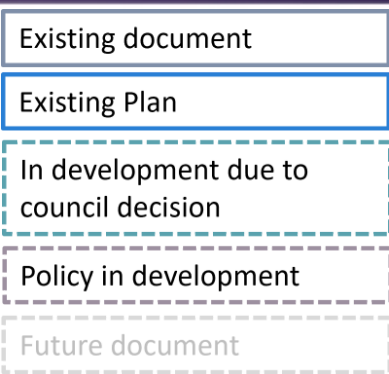 Existing document
Existing Plan
In development due to
council decision
Policy in development
Future document